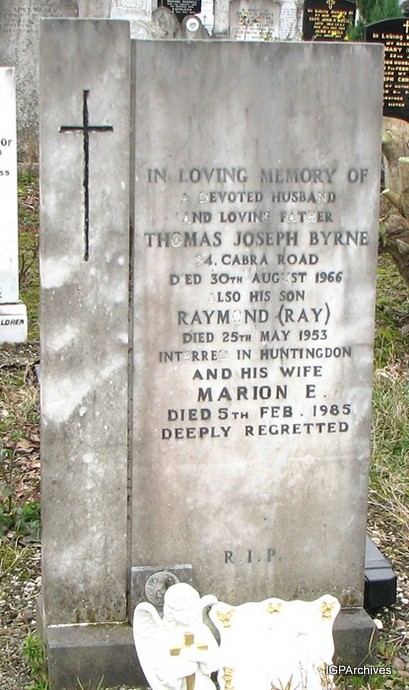 IN LOVING MEMORY OF
A DEVOTED HUSBAND
AND LOVING FATHER
THOMAS JOSEPH BYRNE
CABRA ROAD
DIED 30TH AUGUST 1966
ALSO HIS SON
RAYMOND (RAY)
DIED 25TH MAY 1953
INTERRED IN HUNTINGDON
AND HIS WIFE
MARION E.
DIED 5TH FEB. 1985
DEEPLY REGRETTED
R.I.P.
IGPArchives